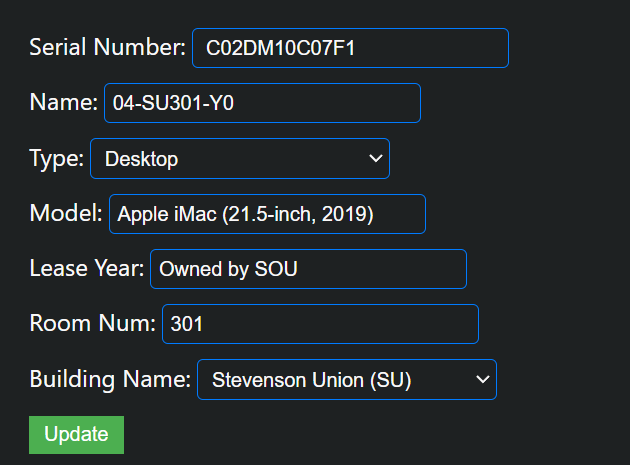 Serial Number: C02DM10C07F1
Name: 04-SU301-Y0
Type: Desktop
Model: Apple iMac (21.5-inch, 2019)
Lease Year: Owned by SOU
Room Num: 301
Building Name: Stevenson Union (SU)
Update